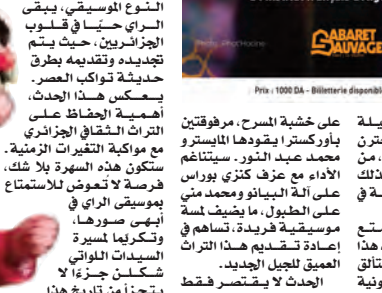 CABARET
SAUVAGE
Prix : 1000 DA - Billetterie disponible
على خشبة المسرح، مرفوقتين
بأوركسترا يقودها المايسترو
محمد عبد النور. سيتناغم
الأداء مع عزف كنزي بوراس
على آلة البيانو ومحمد مني
على الطبول، ما يضيف لمسة
موسيقية فريدة، تساهم في
إعادة تقديم هذا التراث
العميق للجيل الجديد.
الحدث لا يقتصر فقط
النوع الموسيقي، يبقى
الراي حيًّا في قلوب
الجزائريين، حيث يتم
تجديده وتقديمه بطرق
حديثة تواكب العصر.
يعكس هذا الحدث،
أهمية الحفاظ على
التراث الثقافي الجزائري
مع مواكبة التغيرات الزمنية.
ستكون هذه السهرة بلا شك،
فرصة لا تعوض للاستمتاع
بموسيقى الراي في
أبهى صورها،
وتكريما لمسيرة
السيدات اللواتي
شكلن جزءًا لا
يتجزأ من تاريخ هذا